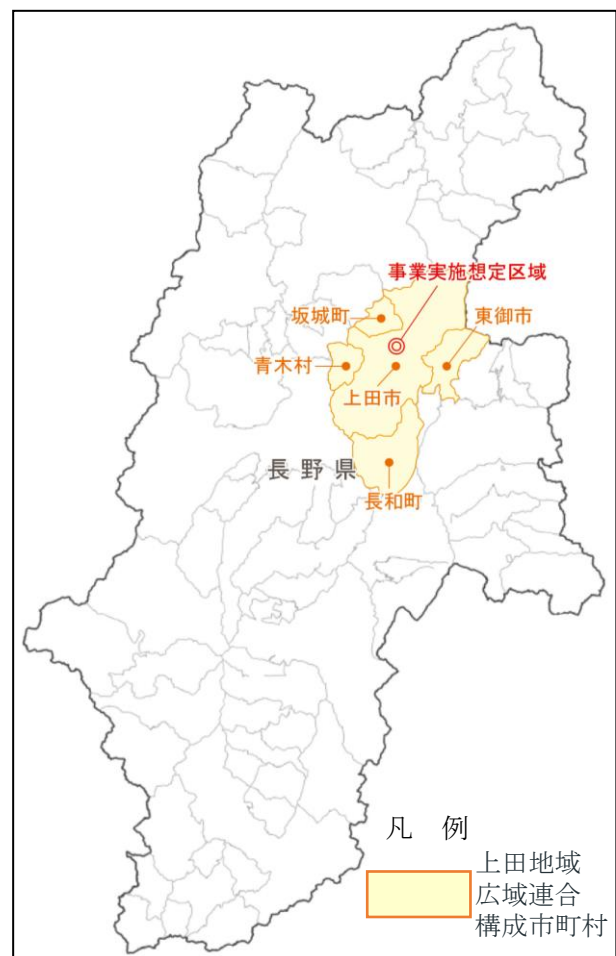 事業実施想定区域
坂城町
東御市
青木村
上田市
長野県
長和町
凡 例
上田地域
広域連合
構成市町村